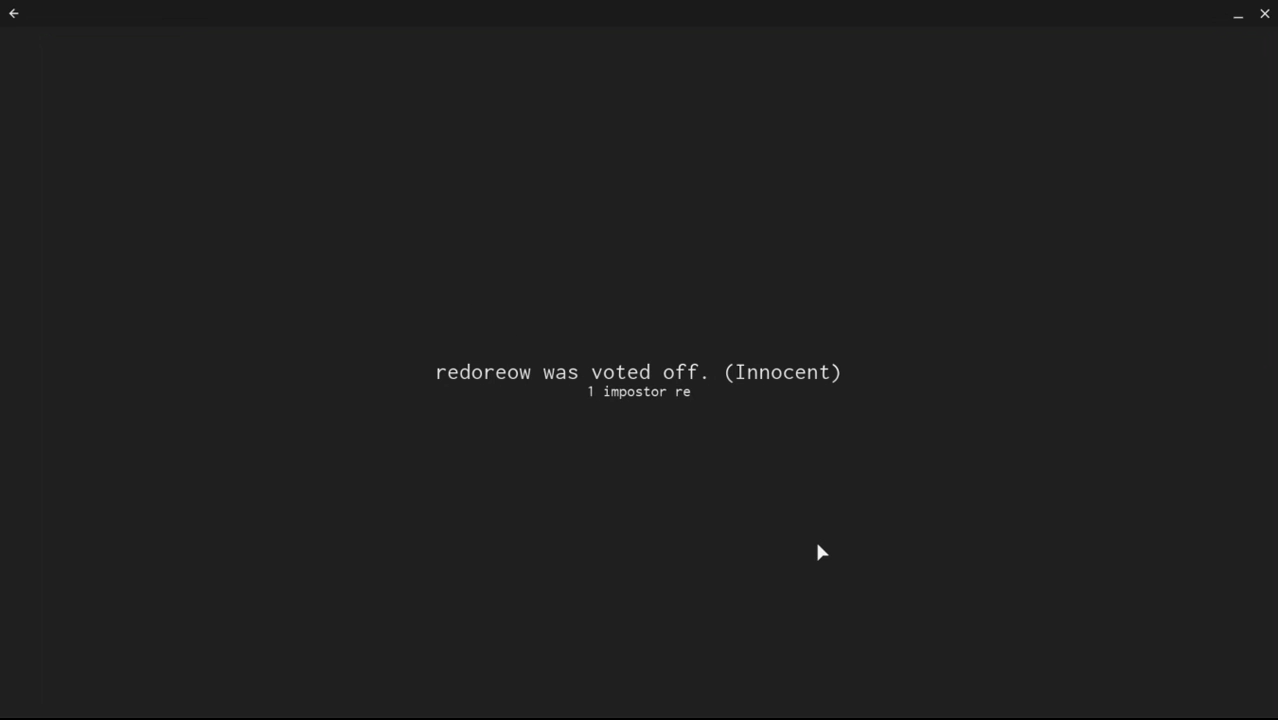 redoreow was voted off. (Innocent)
1 impostor re